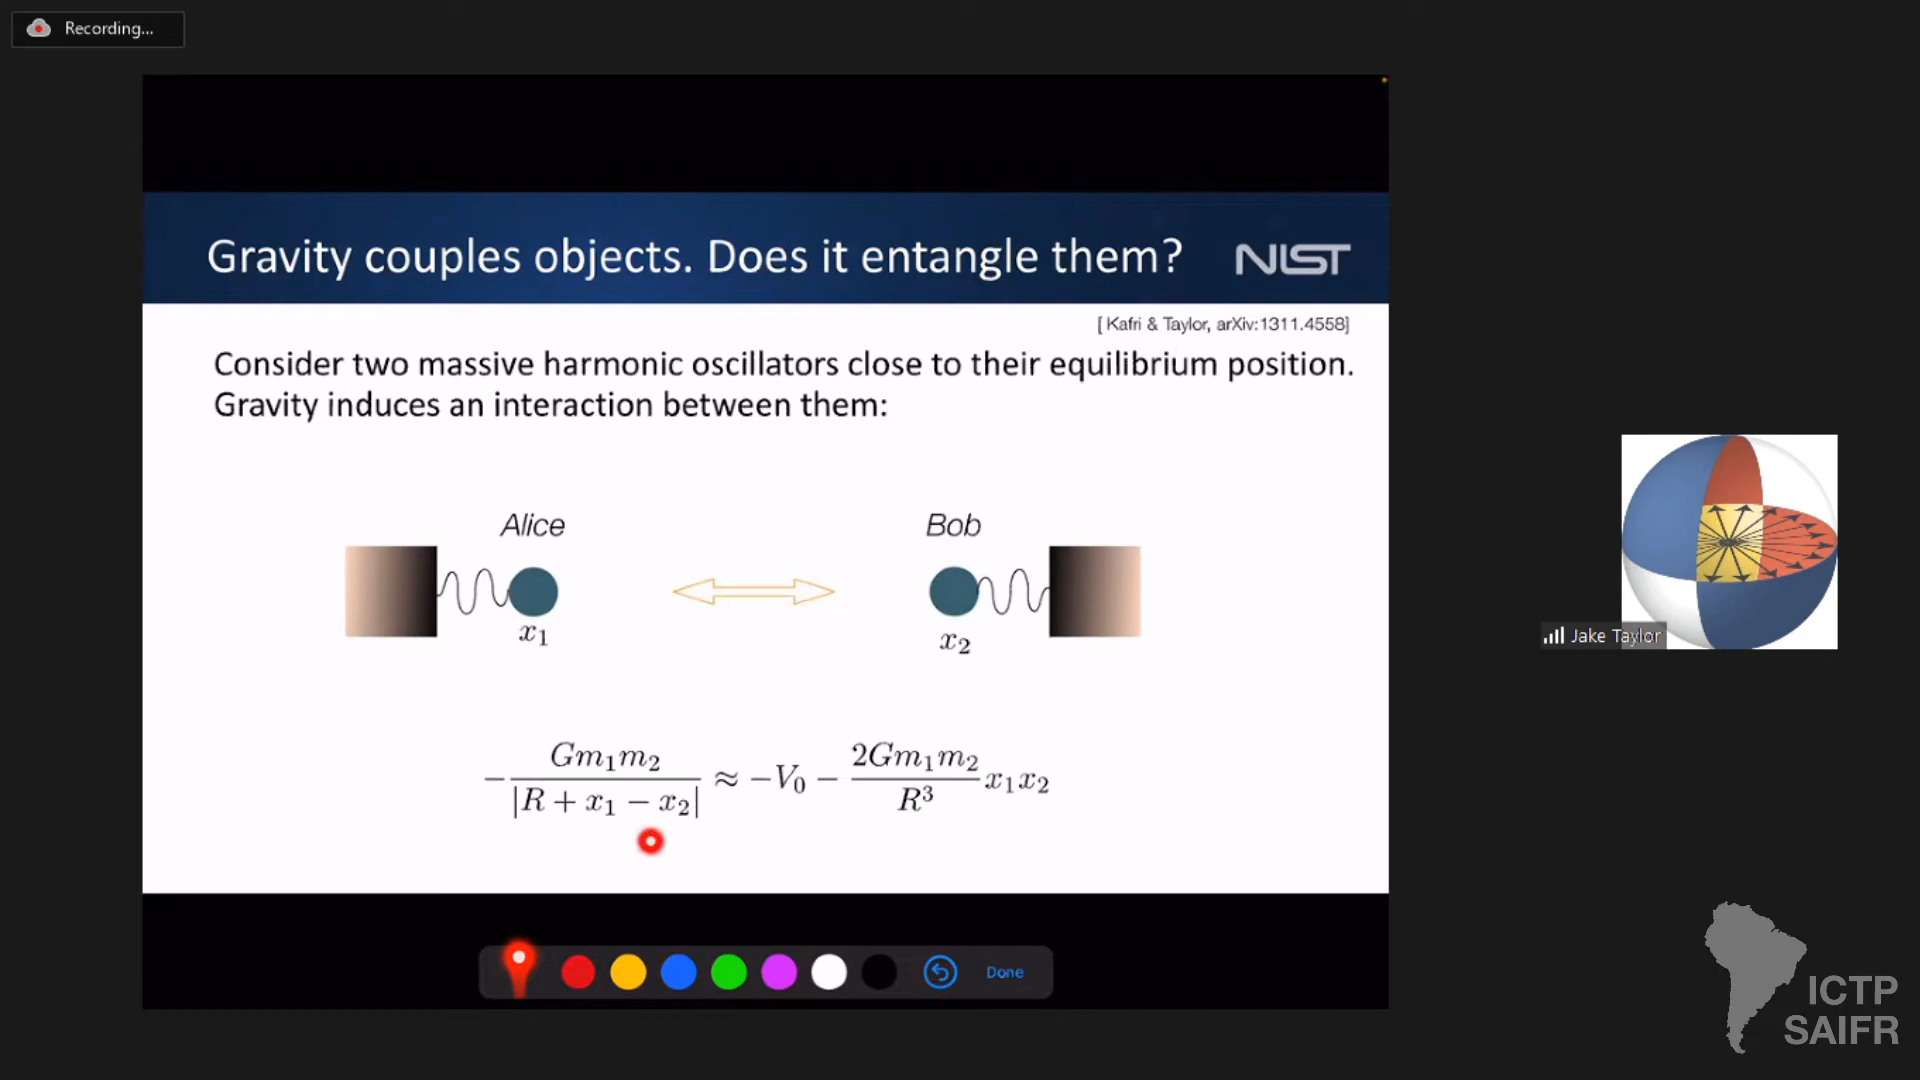 Recording...
Gravity couples objects. Does it entangle them?
NIST
[ Kafri & Taylor, arXiv:1311.4558]
Consider two massive harmonic oscillators close to their equilibrium position.
Gravity induces an interaction between them:
Alice
Bob
x₁
x₂
Jake Taylor
−Gm₁m₂/|R + x₁ − x₂| ≈ −V₀ − 2Gm₁m₂/R³ x₁x₂
Done
ICTP
SAIFR